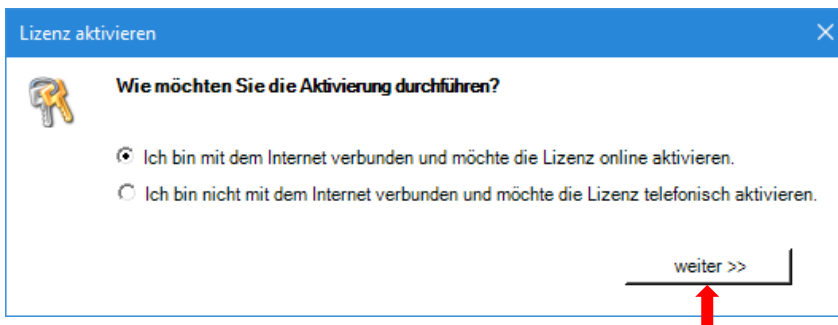 Lizenz aktivieren
Wie möchten Sie die Aktivierung durchführen?
Ich bin mit dem Internet verbunden und möchte die Lizenz online aktivieren.
Ich bin nicht mit dem Internet verbunden und möchte die Lizenz telefonisch aktivieren.
weiter >>